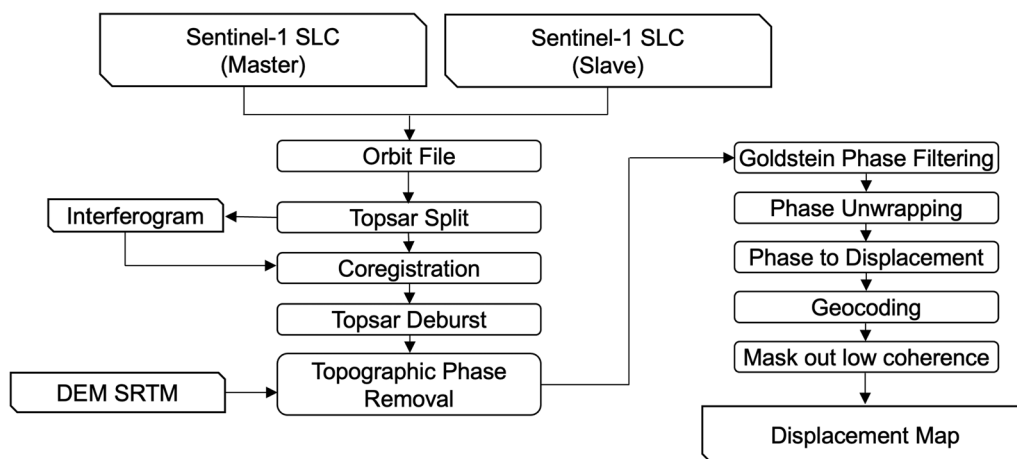 Sentinel-1 SLC
(Master)
Sentinel-1 SLC
(Slave)
Orbit File
Interferogram
Topsar Split
Coregistration
Topsar Deburst
DEM SRTM
Topographic Phase
Removal
Goldstein Phase Filtering
Phase Unwrapping
Phase to Displacement
Geocoding
Mask out low coherence
Displacement Map